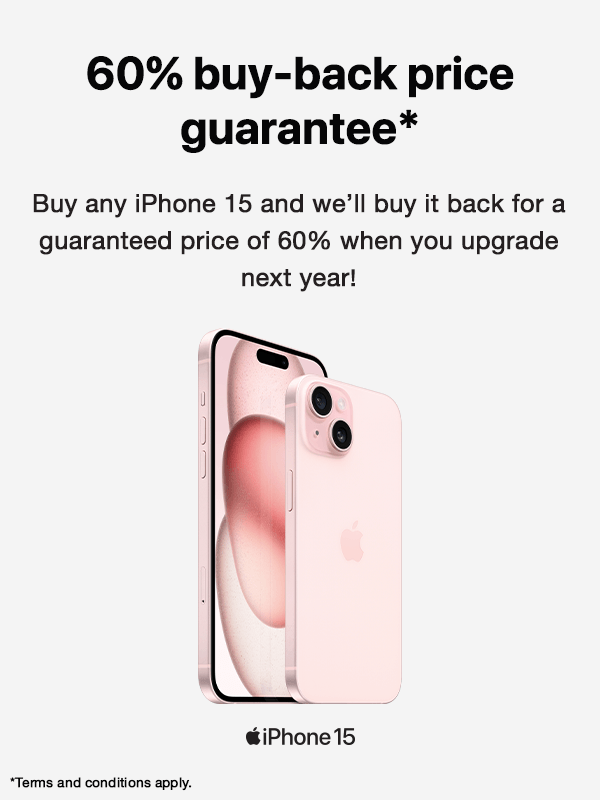 60% buy-back price
guarantee*
Buy any iPhone 15 and we’ll buy it back for a
guaranteed price of 60% when you upgrade
next year!
iPhone 15
*Terms and conditions apply.